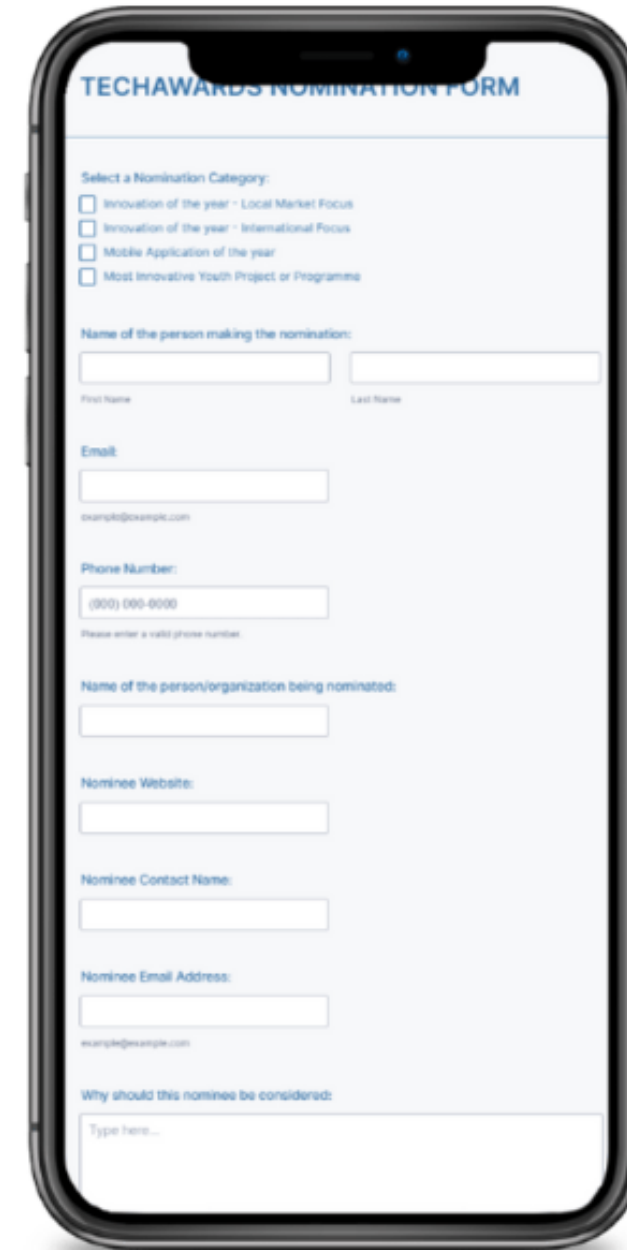 TECHAWARDS NOMINATION FORM
Select a Nomination Category:
Innovation of the year - Local Market Focus
Innovation of the year - International Focus
Mobile Application of the year
Most Innovative Youth Project or Programme
Name of the person making the nomination:
First Name Last Name
Email:
example@example.com
Phone Number:
(000) 000-0000
Please enter a valid phone number.
Name of the person/organization being nominated:
Nominee Website:
Nominee Contact Name:
Nominee Email Address:
example@example.com
Why should this nominee be considered:
Type here...